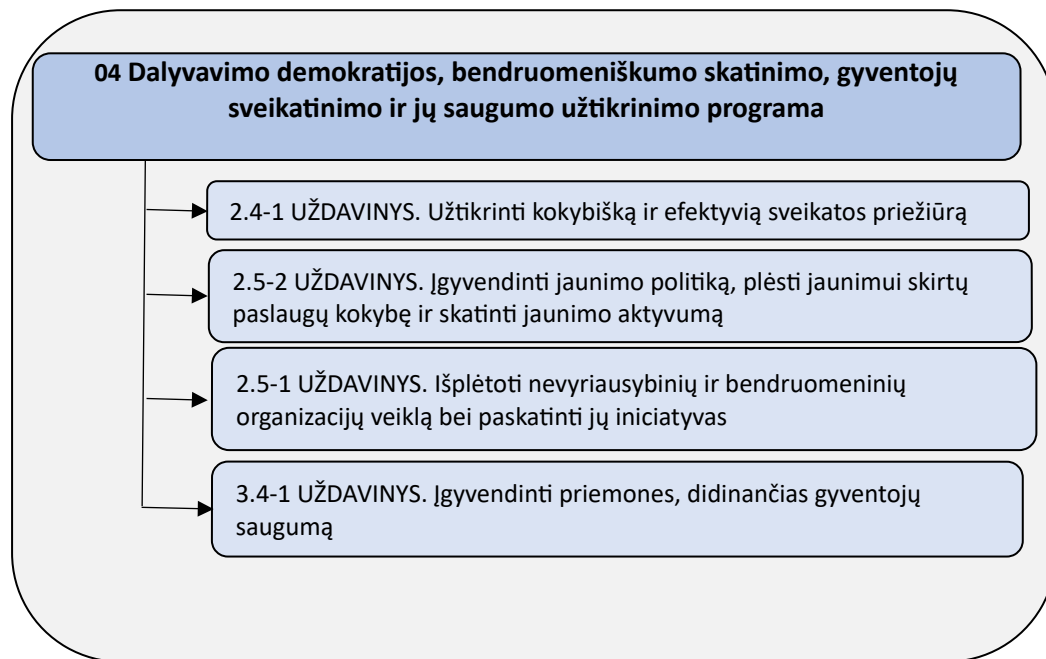 04 Dalyvavimo demokratijos, bendruomeniškumo skatinimo, gyventojų
sveikatinimo ir jų saugumo užtikrinimo programa
2.4-1 UŽDAVINYS. Užtikrinti kokybišką ir efektyvią sveikatos priežiūrą
2.5-2 UŽDAVINYS. Įgyvendinti jaunimo politiką, plėsti jaunimui skirtų
paslaugų kokybę ir skatinti jaunimo aktyvumą
2.5-1 UŽDAVINYS. Išplėtoti nevyriausybinių ir bendruomeninių
organizacijų veiklą bei paskatinti jų iniciatyvas
3.4-1 UŽDAVINYS. Įgyvendinti priemones, didinančias gyventojų
saugumą